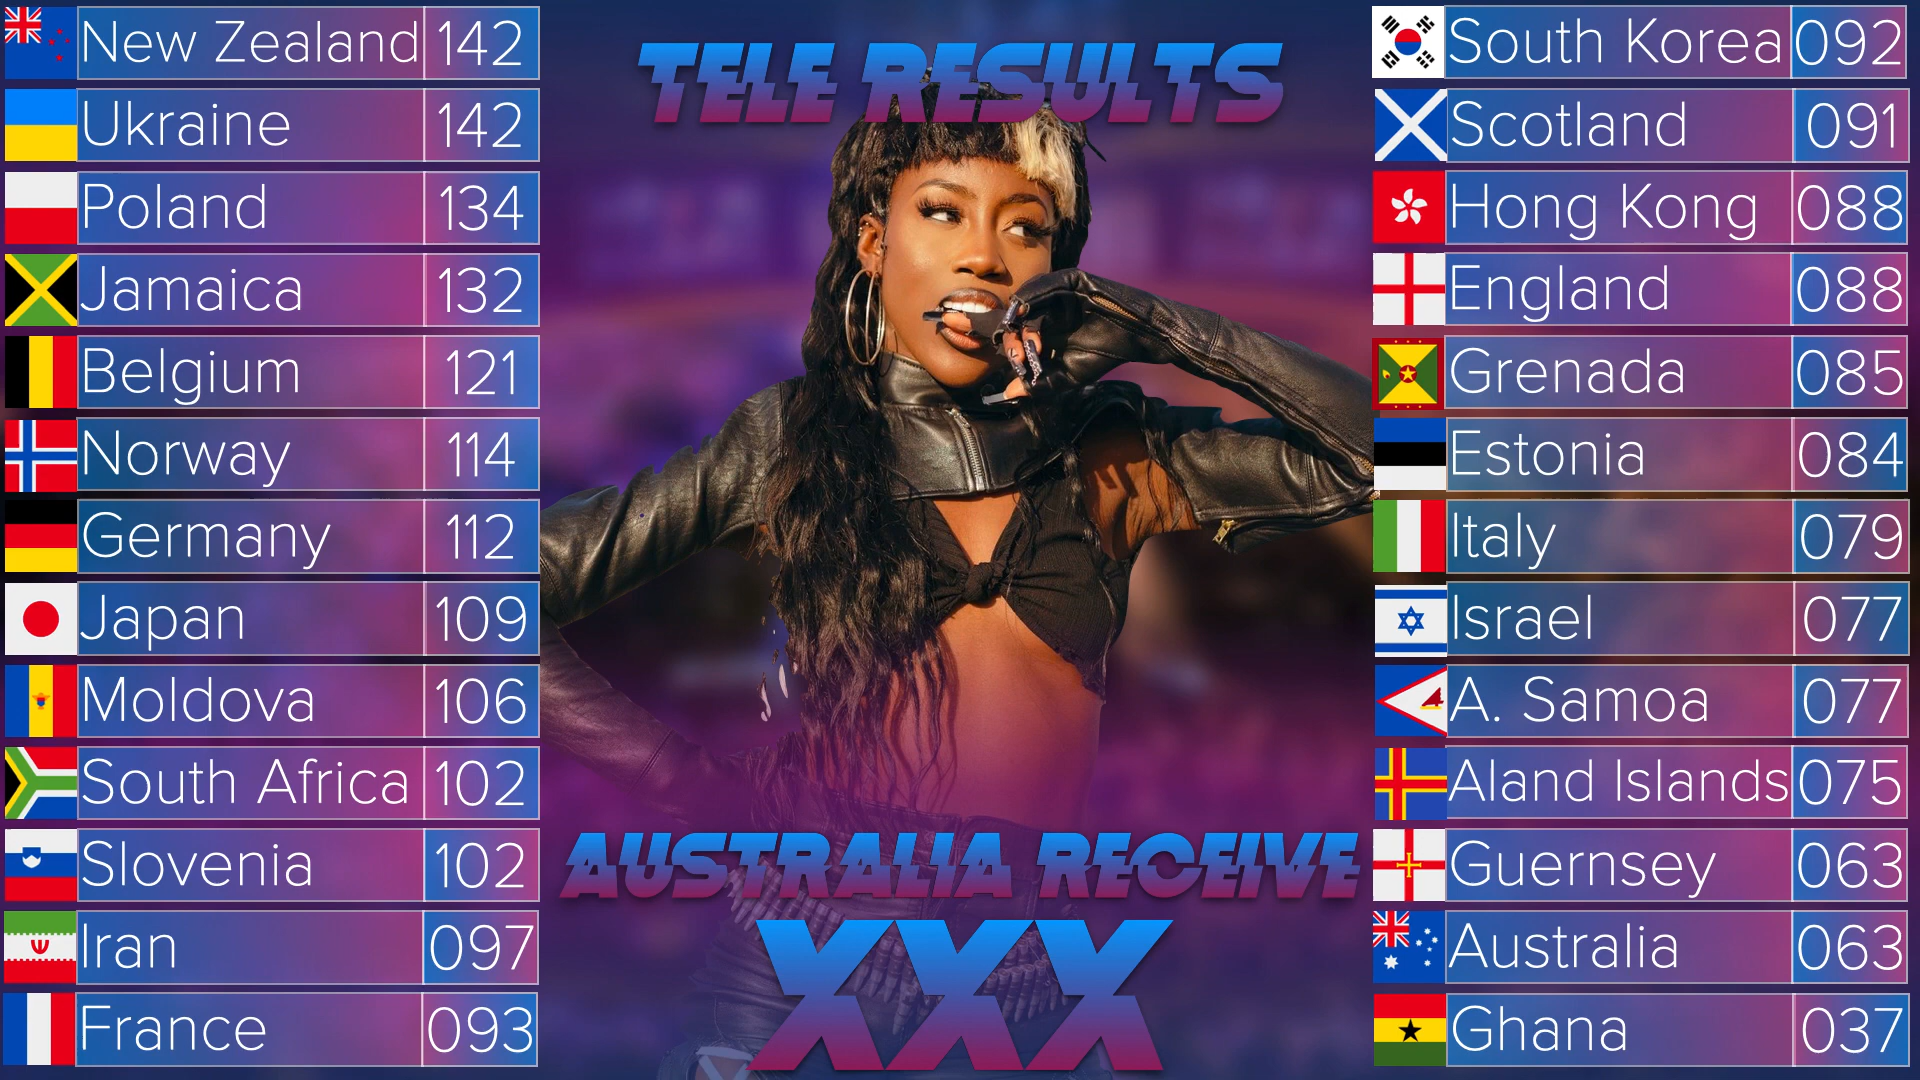 TELE RESULTS
New Zealand 142
Ukraine 142
Poland 134
Jamaica 132
Belgium 121
Norway 114
Germany 112
Japan 109
Moldova 106
South Africa 102
Slovenia 102
Iran 097
France 093
South Korea 092
Scotland 091
Hong Kong 088
England 088
Grenada 085
Estonia 084
Italy 079
Israel 077
A. Samoa 077
Aland Islands 075
Guernsey 063
Australia 063
Ghana 037
AUSTRALIA RECEIVE
XXX